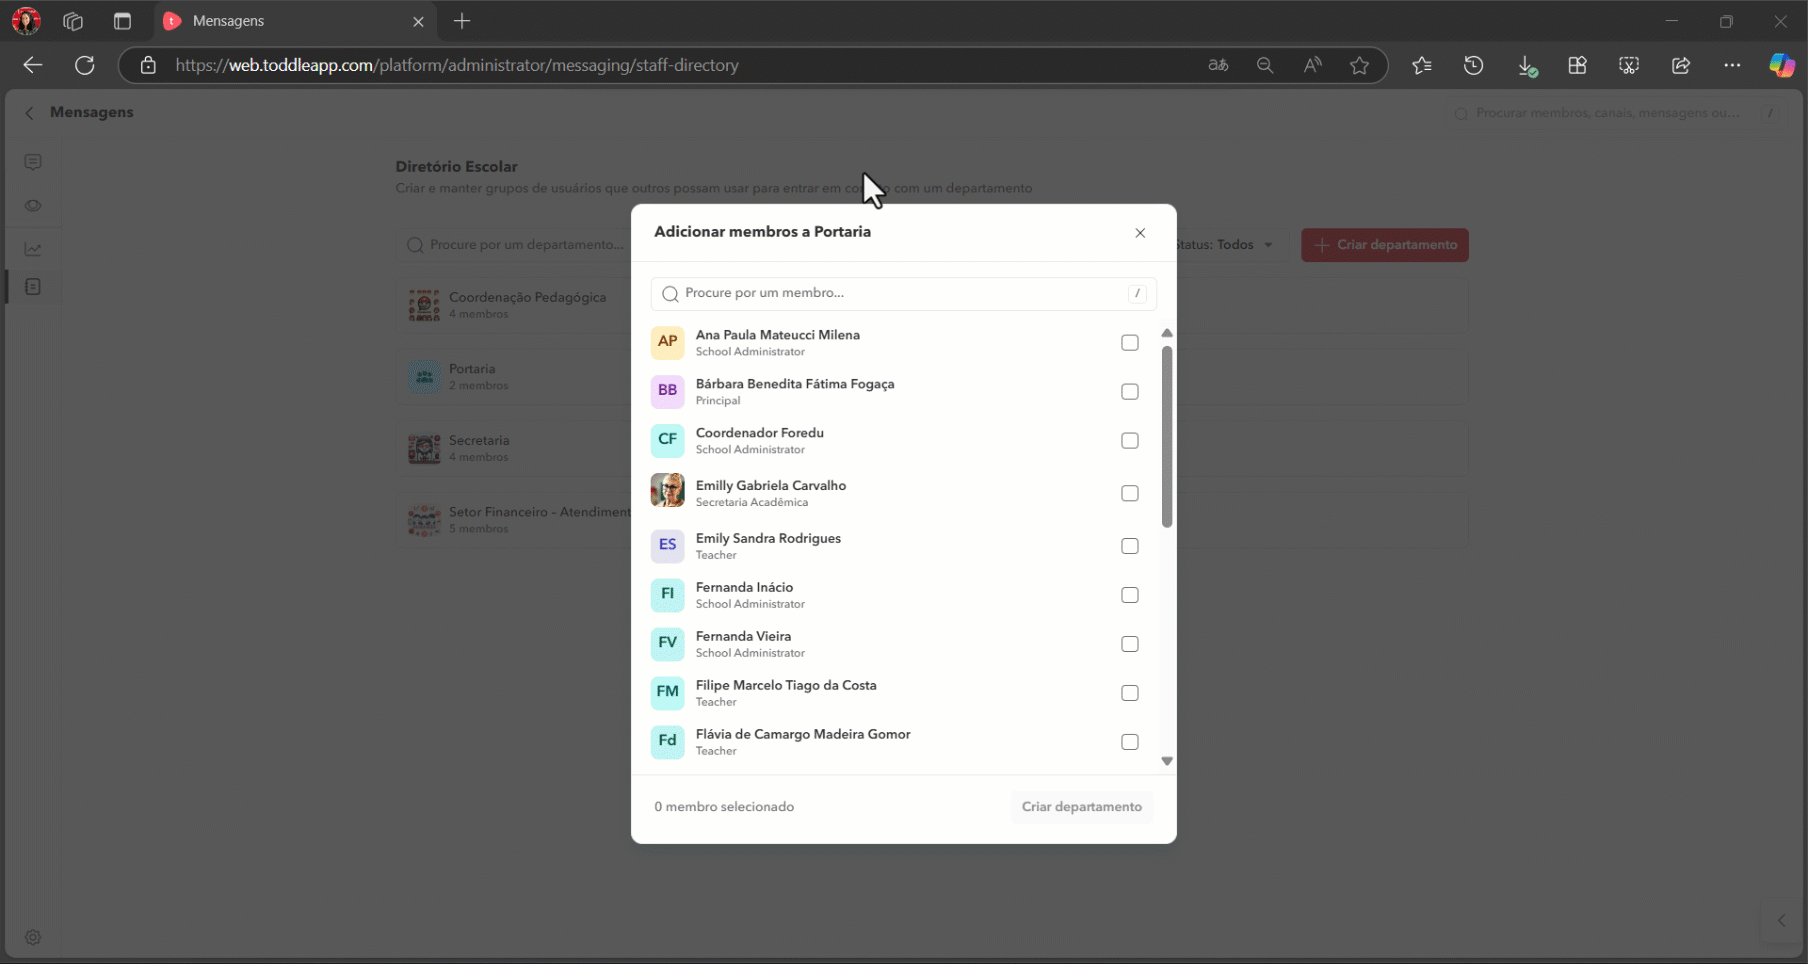 Mensagens
https://web.toddleapp.com/platform/administrator/messaging/staff-directory
Mensagens
Procurar membros, canais, mensagens ou... /
Diretório Escolar
Criar e manter grupos de usuários que outros possam usar para entrar em com um departamento
Procure por um departamento...
Status: Todos
Criar departamento
Coordenação Pedagógica
4 membros
Portaria
2 membros
Secretaria
4 membros
Setor Financeiro - Atendiment
5 membros
Adicionar membros a Portaria
Procure por um membro... /
AP Ana Paula Mateucci Milena
School Administrator
BB Bárbara Benedita Fátima Fogaça
Principal
CF Coordenador Foredu
School Administrator
Emilly Gabriela Carvalho
Secretaria Acadêmica
ES Emily Sandra Rodrigues
Teacher
FI Fernanda Inácio
School Administrator
FV Fernanda Vieira
School Administrator
FM Filipe Marcelo Tiago da Costa
Teacher
Fd Flávia de Camargo Madeira Gomor
Teacher
0 membro selecionado
Criar departamento